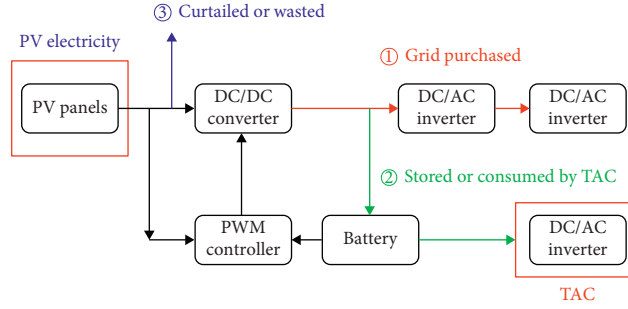 ③ Curtailed or wasted
PV electricity
① Grid purchased
PV panels
DC/DC
converter
DC/AC
inverter
DC/AC
inverter
② Stored or consumed by TAC
PWM
controller
Battery
DC/AC
inverter
TAC